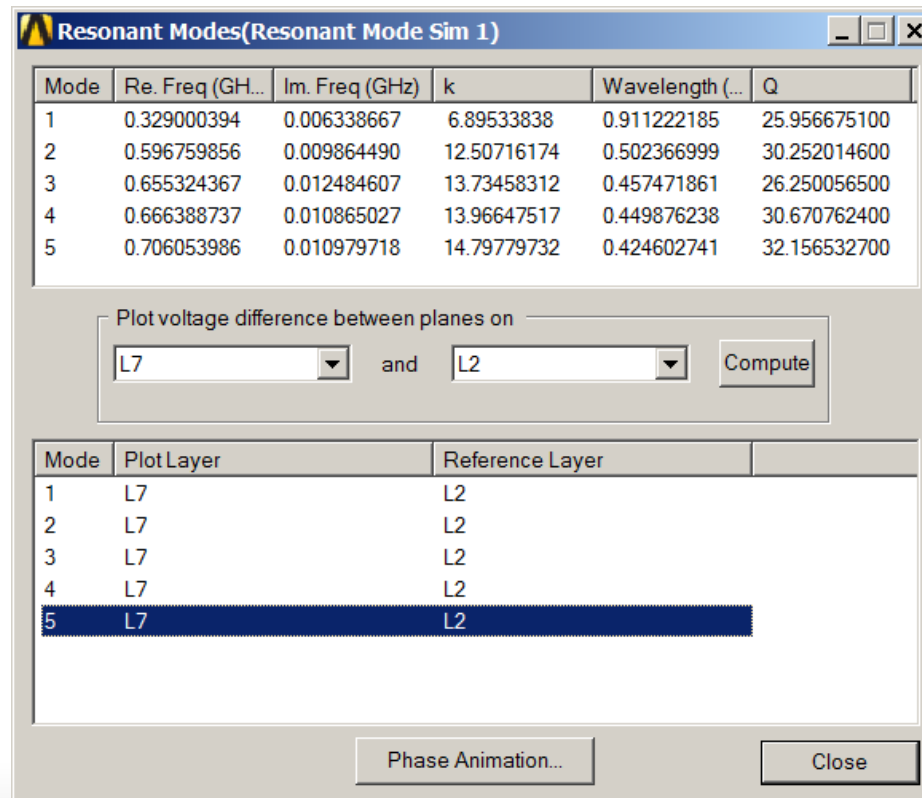 Resonant Modes(Resonant Mode Sim 1)
Mode Re. Freq (GH... Im. Freq (GHz) k Wavelength (... Q
1 0.329000394 0.006338667 6.89533838 0.911222185 25.956675100
2 0.596759856 0.009864490 12.50716174 0.502366999 30.252014600
3 0.655324367 0.012484607 13.73458312 0.457471861 26.250056500
4 0.666388737 0.010865027 13.96647517 0.449876238 30.670762400
5 0.706053986 0.010979718 14.79779732 0.424602741 32.156532700
Plot voltage difference between planes on
L7 and L2 Compute
Mode Plot Layer Reference Layer
1 L7 L2
2 L7 L2
3 L7 L2
4 L7 L2
5 L7 L2
Phase Animation... Close